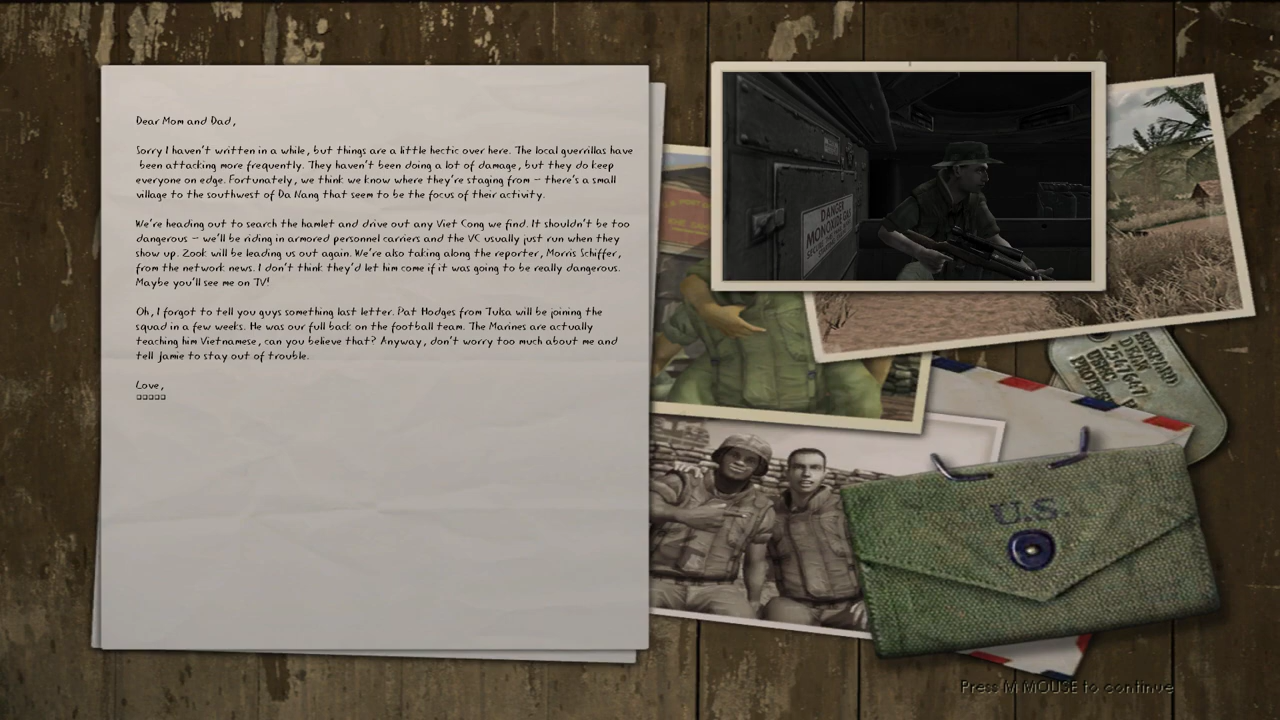 Dear Mom and Dad,
Sorry I haven't written in a while, but things are a little hectic over here. The local guerrillas have
been attacking more frequently. They haven't been doing a lot of damage, but they do keep
everyone on edge. Fortunately, we think we know where they're staging from – there's a small
village to the southwest of Da Nang that seem to be the focus of their activity.
We're heading out to search the hamlet and drive out any Viet Cong we find. It shouldn't be too
dangerous – we'll be riding in armored personnel carriers and the VC usually just run when they
show up. Zook will be leading us out again. We're also taking along the reporter, Morris Schiffer,
from the network news. I don't think they'd let him come if it was going to be really dangerous.
Maybe you'll see me on TV!
Oh, I forgot to tell you guys something last letter. Pat Hodges from Tulsa will be joining the
squad in a few weeks. He was our full back on the football team. The Marines are actually
teaching him Vietnamese, can you believe that? Anyway, don't worry too much about me and
tell Jamie to stay out of trouble.
Love,
□□□□□
DANGER
MONOXIDE GAS
DEAN
USMC
U.S.
Press M MOUSE to continue